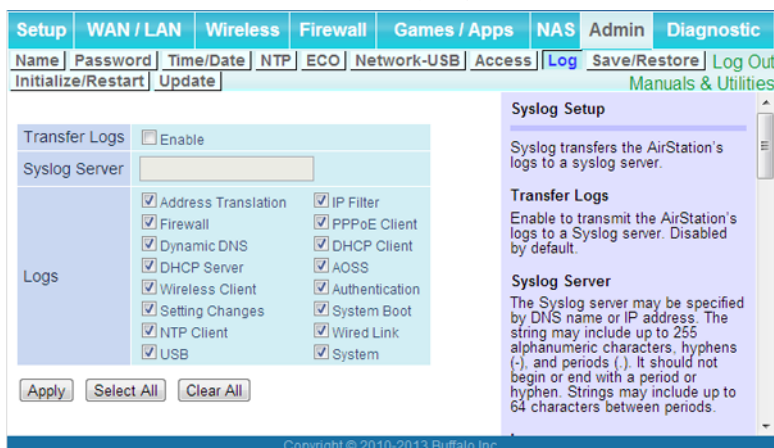 Setup WAN / LAN Wireless Firewall Games / Apps NAS Admin Diagnostic
Name Password Time/Date NTP ECO Network-USB Access Log Save/Restore Log Out
Initialize/Restart Update Manuals & Utilities
Transfer Logs Enable
Syslog Server
Logs
Address Translation IP Filter
Firewall PPPoE Client
Dynamic DNS DHCP Client
DHCP Server AOSS
Wireless Client Authentication
Setting Changes System Boot
NTP Client Wired Link
USB System
Apply Select All Clear All
Syslog Setup
Syslog transfers the AirStation's
logs to a syslog server.
Transfer Logs
Enable to transmit the AirStation's
logs to a Syslog server. Disabled
by default.
Syslog Server
The Syslog server may be specified
by DNS name or IP address. The
string may include up to 255
alphanumeric characters, hyphens
(-), and periods (.). It should not
begin or end with a period or
hyphen. Strings may include up to
64 characters between periods.
Copyright © 2010-2013 Buffalo Inc.